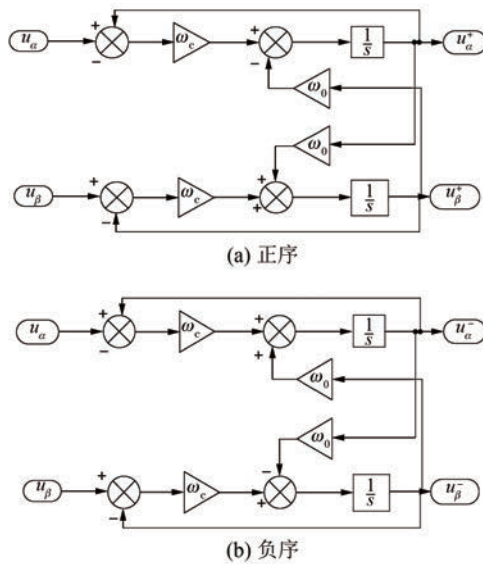 u_α + − ω_c + − 1/s u_α^+
ω_0
ω_0
u_β + − ω_c + + 1/s u_β^+
(a) 正序
u_α + − ω_c + + 1/s u_α^-
ω_0
ω_0
u_β + − ω_c − + 1/s u_β^-
(b) 负序